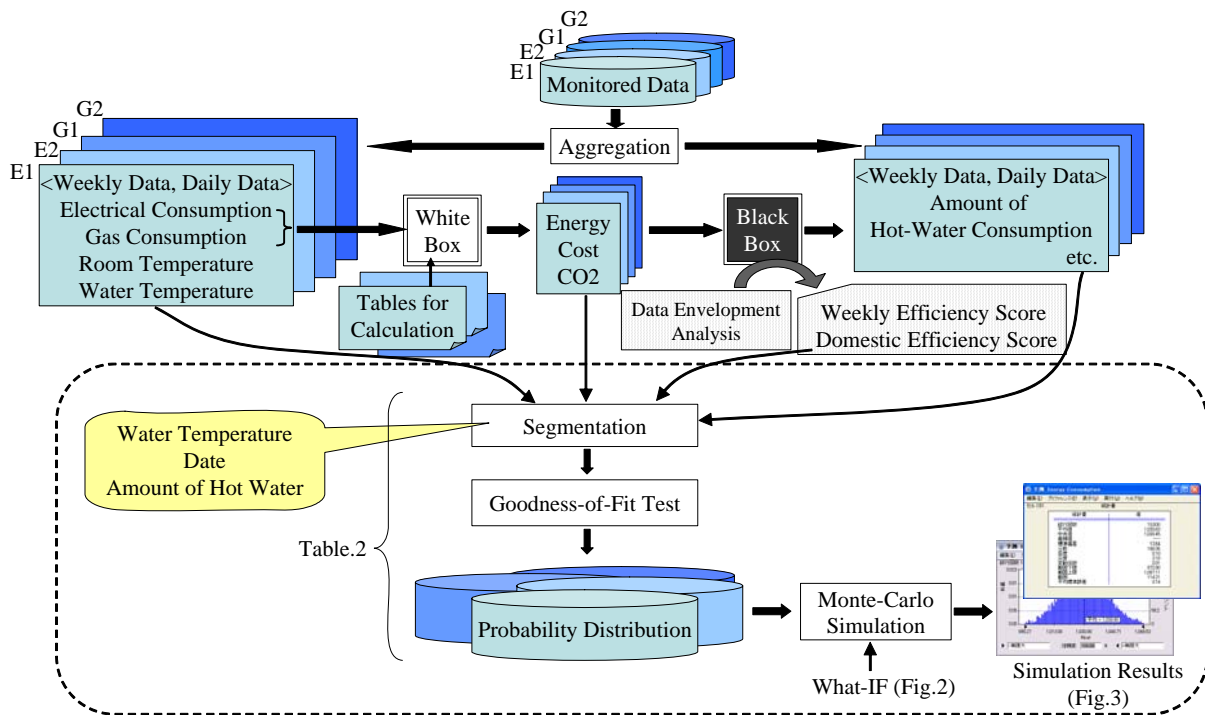 G2
G1
E2
E1
Monitored Data
G2
G1
E2
E1
Aggregation
<Weekly Data, Daily Data>
Electrical Consumption
Gas Consumption
Room Temperature
Water Temperature
White
Box
Energy
Cost
CO2
Black
Box
<Weekly Data, Daily Data>
Amount of
Hot-Water Consumption
etc.
Tables for
Calculation
Data Envelopment
Analysis
Weekly Efficiency Score
Domestic Efficiency Score
Water Temperature
Date
Amount of Hot Water
Segmentation
Goodness-of-Fit Test
Table.2
Probability Distribution
Monte-Carlo
Simulation
What-IF (Fig.2)
Simulation Results
(Fig.3)